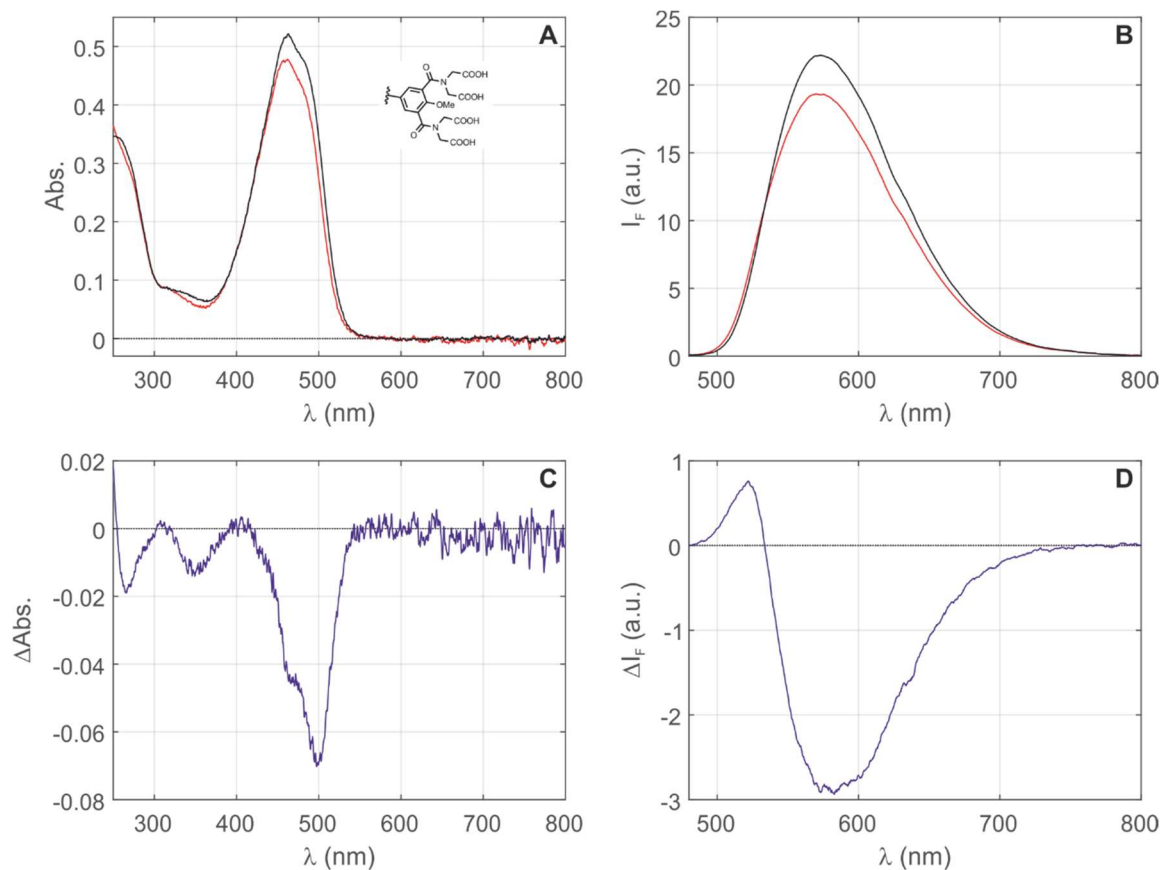 A
0.5
0.4
0.3
0.2
0.1
0
Abs.
300 400 500 600 700 800
λ (nm)
O
N
COOH
COOH
OMe
O
N
COOH
COOH
B
25
20
15
10
5
0
I_F (a.u.)
500 600 700 800
λ (nm)
C
0.02
0
-0.02
-0.04
-0.06
-0.08
ΔAbs.
300 400 500 600 700 800
λ (nm)
D
1
0
-1
-2
-3
ΔI_F (a.u.)
500 600 700 800
λ (nm)